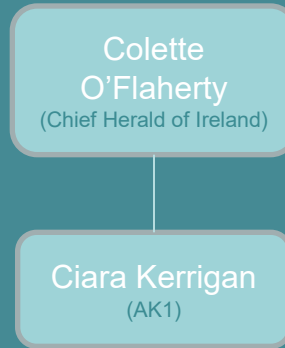 Colette
O’Flaherty
(Chief Herald of Ireland)
Ciara Kerrigan
(AK1)